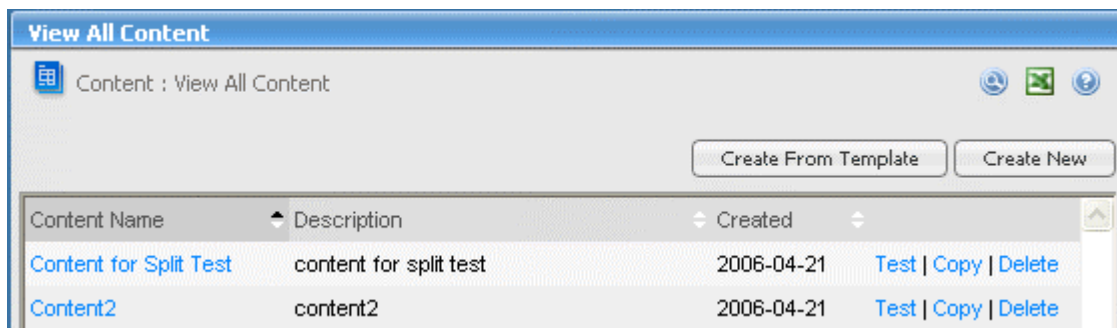 View All Content
Content : View All Content
Create From Template Create New
Content Name Description Created
Content for Split Test content for split test 2006-04-21 Test | Copy | Delete
Content2 content2 2006-04-21 Test | Copy | Delete